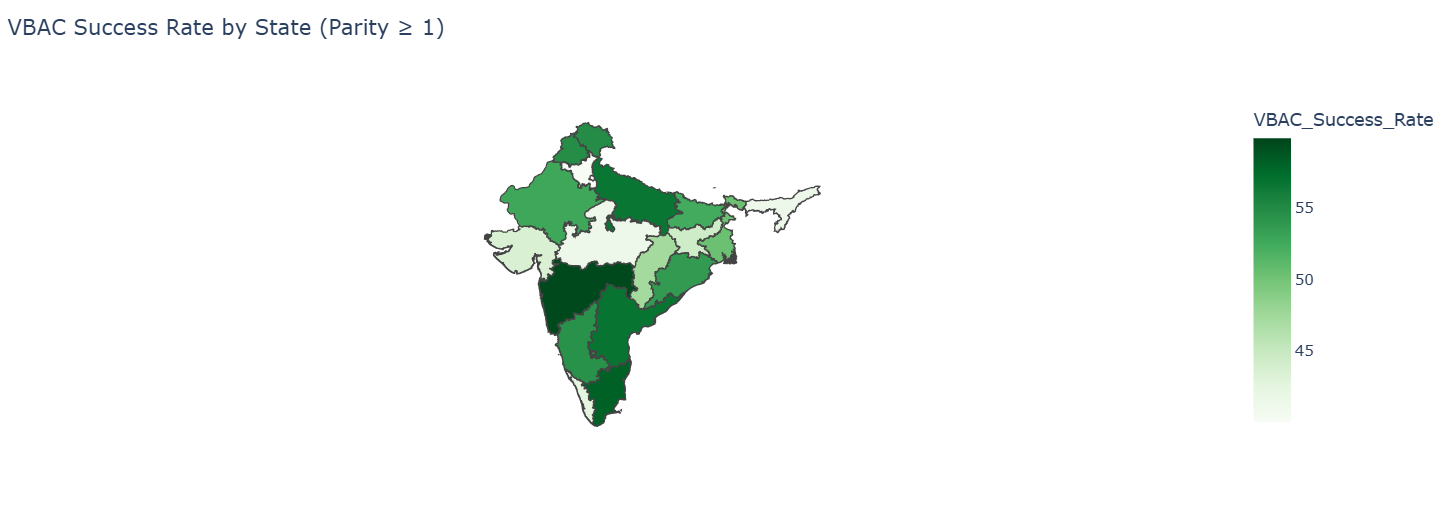 VBAC Success Rate by State (Parity ≥ 1)
VBAC_Success_Rate
55
50
45